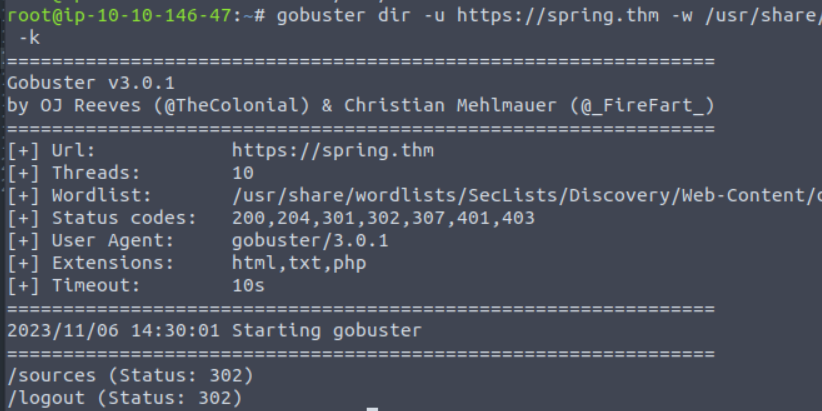 root@ip-10-10-146-47:~# gobuster dir -u https://spring.thm -w /usr/share/
-k
===============================================================
Gobuster v3.0.1
by OJ Reeves (@TheColonial) & Christian Mehlmauer (@_FireFart_)
===============================================================
[+] Url: https://spring.thm
[+] Threads: 10
[+] Wordlist: /usr/share/wordlists/SecLists/Discovery/Web-Content/
[+] Status codes: 200,204,301,302,307,401,403
[+] User Agent: gobuster/3.0.1
[+] Extensions: html,txt,php
[+] Timeout: 10s
===============================================================
2023/11/06 14:30:01 Starting gobuster
===============================================================
/sources (Status: 302)
/logout (Status: 302)